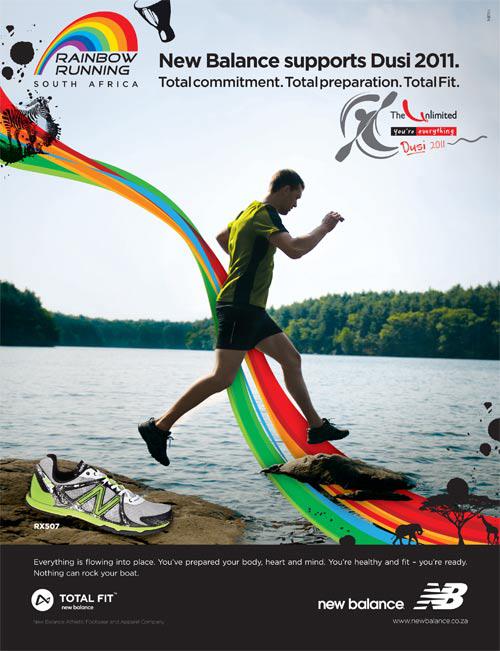 RAINBOW
RUNNING
SOUTH AFRICA
New Balance supports Dusi 2011.
Total commitment. Total preparation. Total Fit.
The Unlimited
you're everything
Dusi 2011
RX507
Everything is flowing into place. You've prepared your body, heart and mind. You're healthy and fit – you're ready.
Nothing can rock your boat.
TOTAL FIT™
new balance
New Balance Athletic Footwear and Apparel Company
new balance NB
www.newbalance.co.za